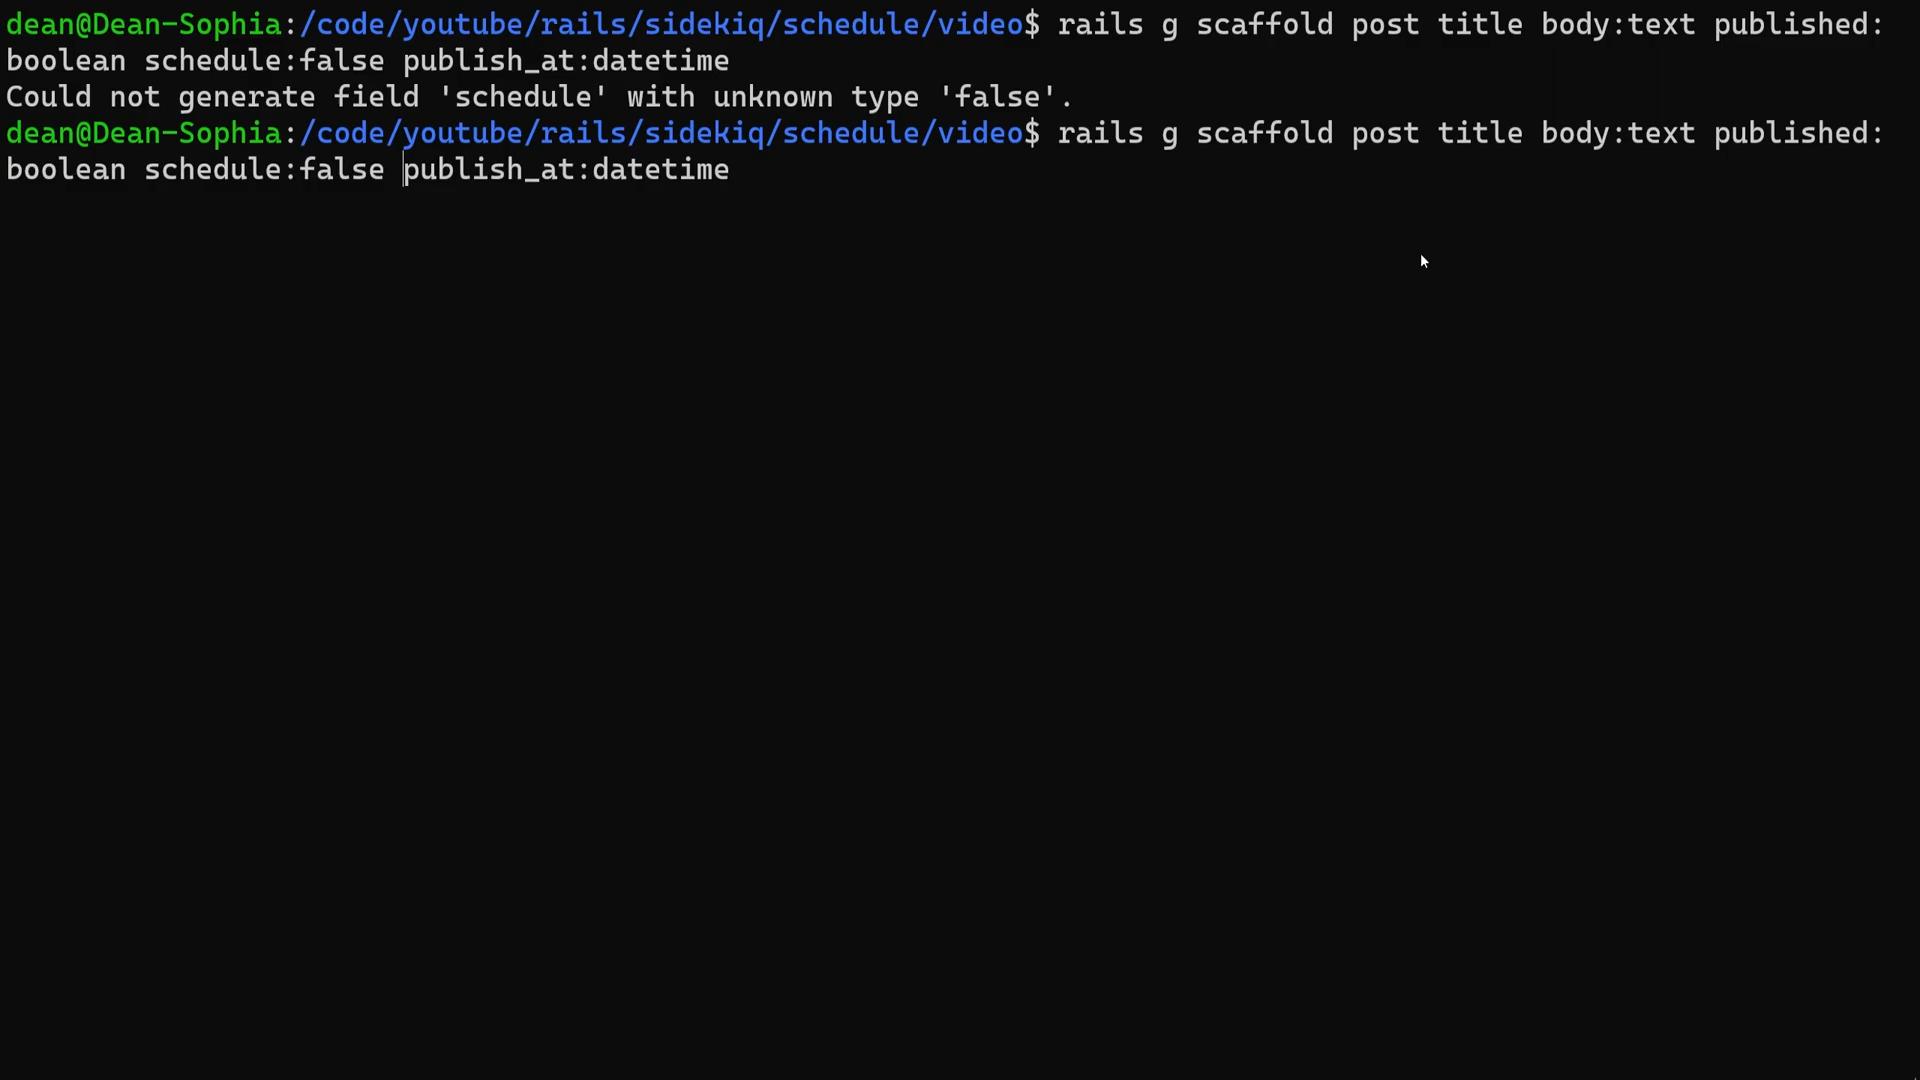 dean@Dean-Sophia:/code/youtube/rails/sidekiq/schedule/video$ rails g scaffold post title body:text published:
boolean schedule:false publish_at:datetime
Could not generate field 'schedule' with unknown type 'false'.
dean@Dean-Sophia:/code/youtube/rails/sidekiq/schedule/video$ rails g scaffold post title body:text published:
boolean schedule:false publish_at:datetime